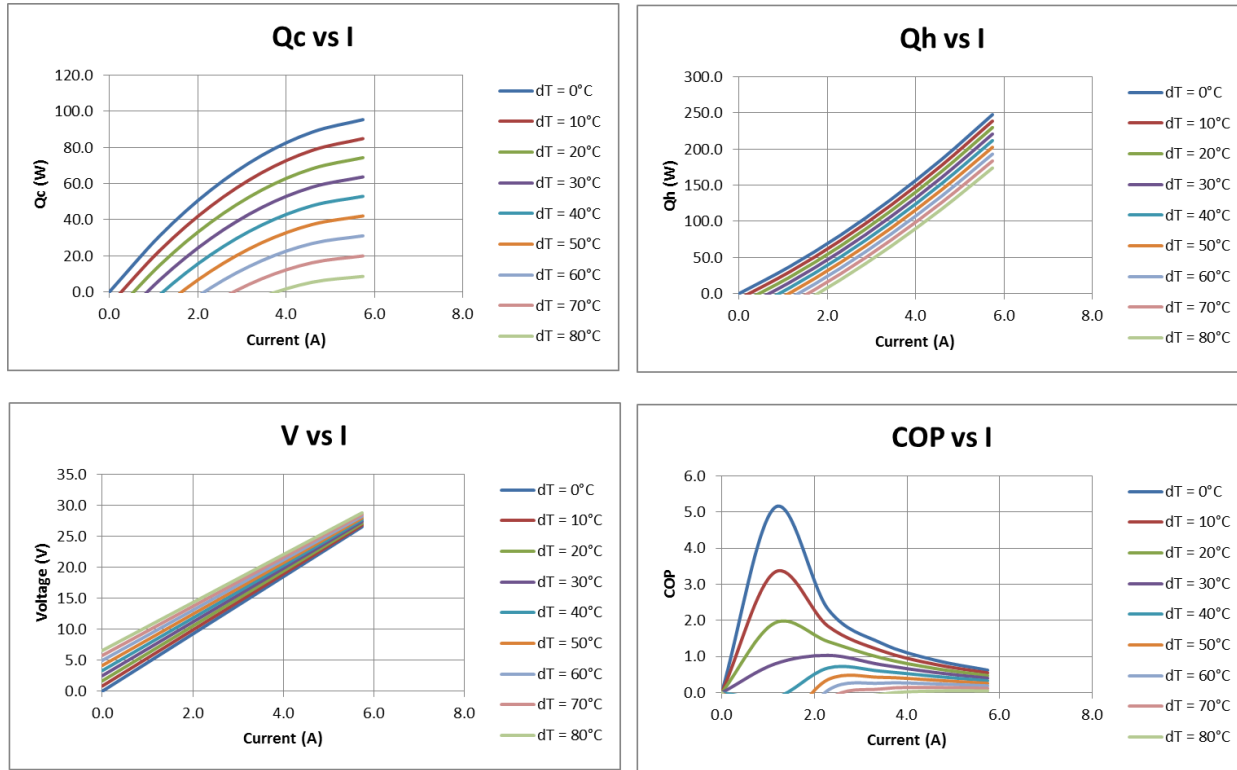 Qc vs I
120.0
100.0
80.0
60.0
40.0
20.0
0.0
Qc (W)
0.0 2.0 4.0 6.0 8.0
Current (A)
dT = 0°C
dT = 10°C
dT = 20°C
dT = 30°C
dT = 40°C
dT = 50°C
dT = 60°C
dT = 70°C
dT = 80°C
Qh vs I
300.0
250.0
200.0
150.0
100.0
50.0
0.0
Qh (W)
0.0 2.0 4.0 6.0 8.0
Current (A)
dT = 0°C
dT = 10°C
dT = 20°C
dT = 30°C
dT = 40°C
dT = 50°C
dT = 60°C
dT = 70°C
dT = 80°C
V vs I
35.0
30.0
25.0
20.0
15.0
10.0
5.0
0.0
Voltage (V)
0.0 2.0 4.0 6.0 8.0
Current (A)
dT = 0°C
dT = 10°C
dT = 20°C
dT = 30°C
dT = 40°C
dT = 50°C
dT = 60°C
dT = 70°C
dT = 80°C
COP vs I
6.0
5.0
4.0
3.0
2.0
1.0
0.0
COP
0.0 2.0 4.0 6.0 8.0
Current (A)
dT = 0°C
dT = 10°C
dT = 20°C
dT = 30°C
dT = 40°C
dT = 50°C
dT = 60°C
dT = 70°C
dT = 80°C